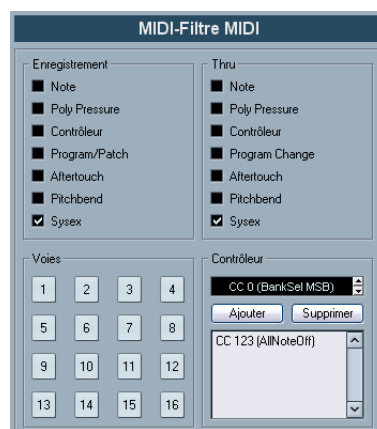 MIDI-Filtre MIDI
Enregistrement
Note
Poly Pressure
Contrôleur
Program/Patch
Aftertouch
Pitchbend
Sysex
Thru
Note
Poly Pressure
Contrôleur
Program Change
Aftertouch
Pitchbend
Sysex
Voies
1 2 3 4
5 6 7 8
9 10 11 12
13 14 15 16
Contrôleur
CC 0 (BankSel MSB)
Ajouter Supprimer
CC 123 (AllNoteOff)